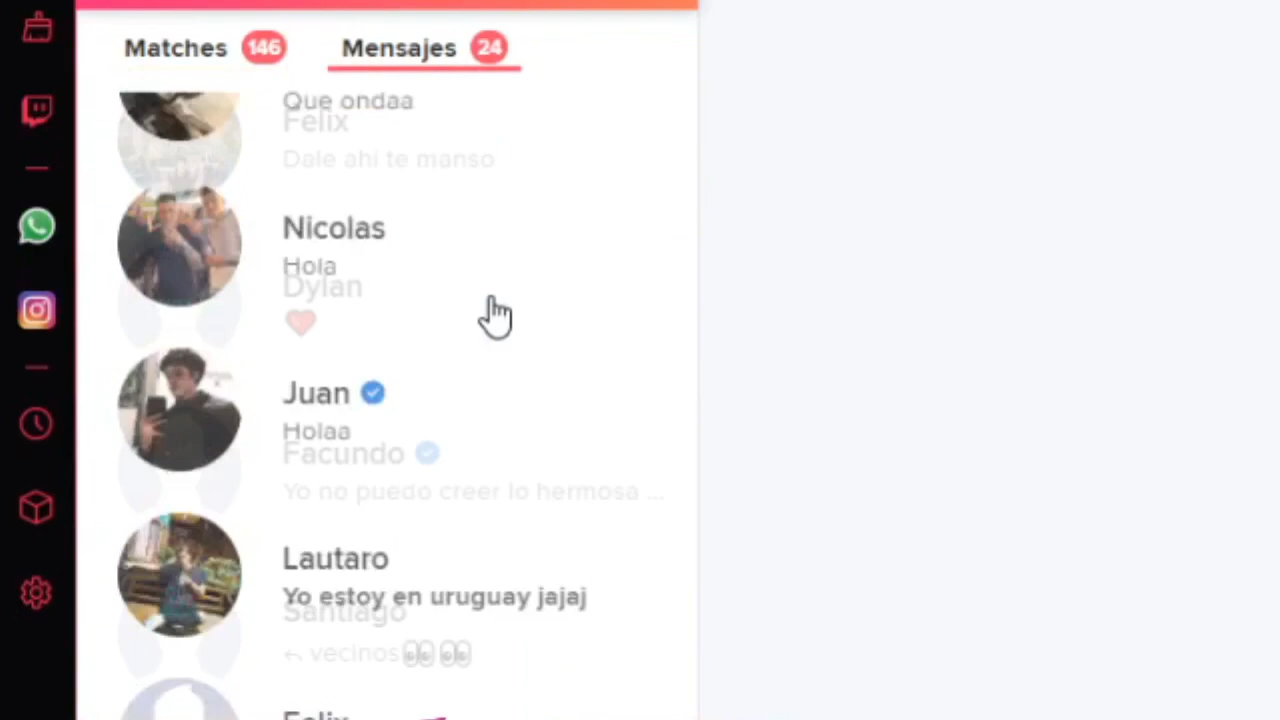 Matches 146 Mensajes 24
Que ondaa
Felix
Dale ahi te manso
Nicolas
Hola
Dylan
Juan
Holaa
Facundo
Yo no puedo creer lo hermosa ...
Lautaro
Yo estoy en uruguay jajaj
Santiago
vecinos👀👀
Felix